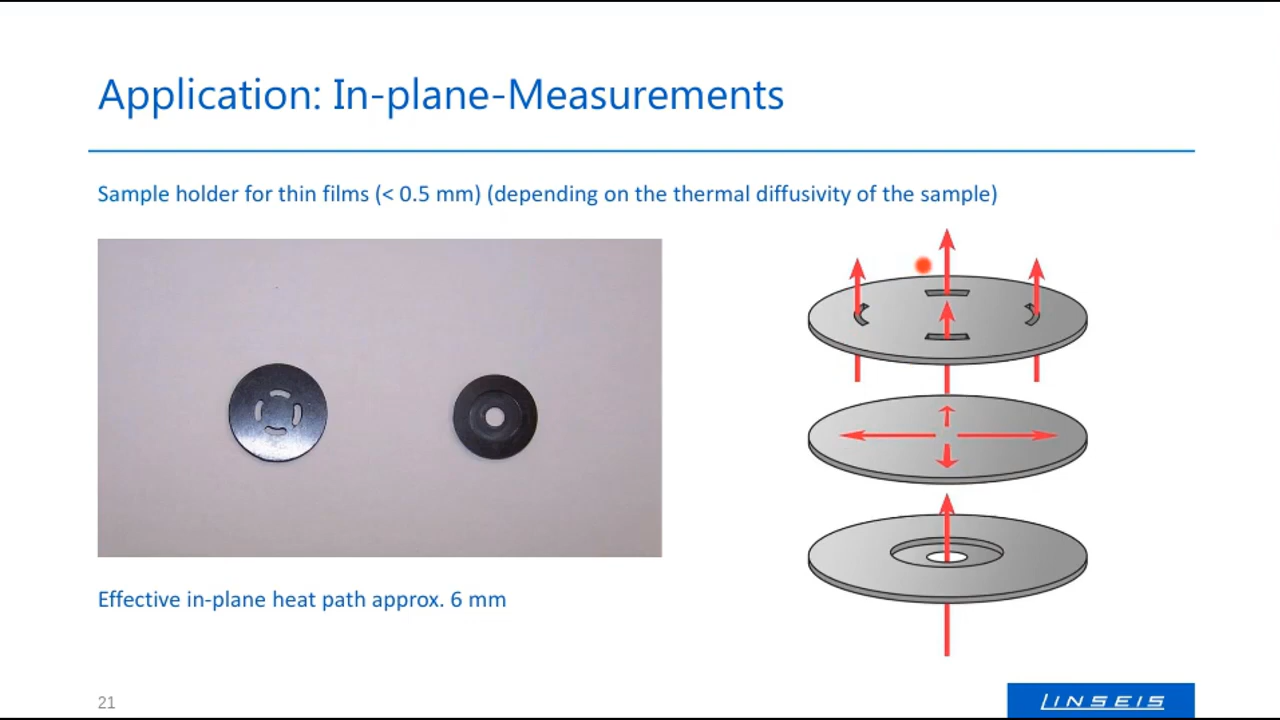 Application: In-plane-Measurements
Sample holder for thin films (< 0.5 mm) (depending on the thermal diffusivity of the sample)
Effective in-plane heat path approx. 6 mm
21
LINSEIS